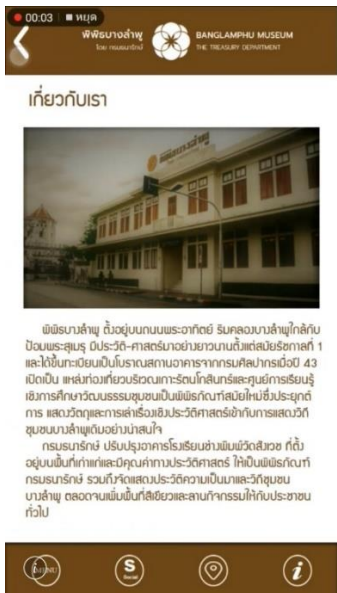 00:03 หยุด
พิพิธบางลำพู
โดย กรมธนารักษ์
BANGLAMPHU MUSEUM
THE TREASURY DEPARTMENT
เกี่ยวกับเรา
พิพิธบางลำพู ตั้งอยู่บนถนนพระอาทิตย์ ริมคลองบางลำพูใกล้กับ
ป้อมพระสุเมรุ มีประวัติ-ศาสตร์มาอย่างยาวนานตั้งแต่สมัยรัชกาลที่ 1
และได้ขึ้นทะเบียนเป็นโบราณสถานอาคารจากกรมศิลปากรเมื่อปี 43
เปิดเป็น แหล่งท่องเที่ยวบริเวณเกาะรัตนโกสินทร์และศูนย์การเรียนรู้
เชิงการศึกษาวัฒนธรรมชุมชนเป็นพิพิธภัณฑ์สมัยใหม่ซึ่งประยุกต์
การ แสดงวัตถุและการเล่าเรื่องเชิงประวัติศาสตร์เข้ากับการแสดงวิถี
ชุมชนบางลำพูเดิมอย่างน่าสนใจ
กรมธนารักษ์ ปรับปรุงอาคารโรงเรียนช่างพิมพ์วัดสังเวช ที่ตั้ง
อยู่บนพื้นที่เก่าแก่และมีคุณค่าทางประวัติศาสตร์ ให้เป็นพิพิธภัณฑ์
กรมธนารักษ์ รวมถึงจัดแสดงประวัติความเป็นมาและวิถีชุมชน
บางลำพู ตลอดจนเพิ่มพื้นที่สีเขียวและลานกิจกรรมให้กับประชาชน
ทั่วไป
MENU
S
Social
i